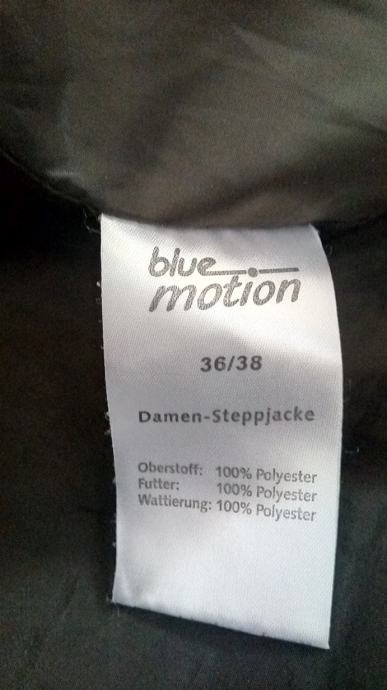 blue
motion
36/38
Damen-Steppjacke
Oberstoff: 100% Polyester
Futter: 100% Polyester
Wattierung: 100% Polyester